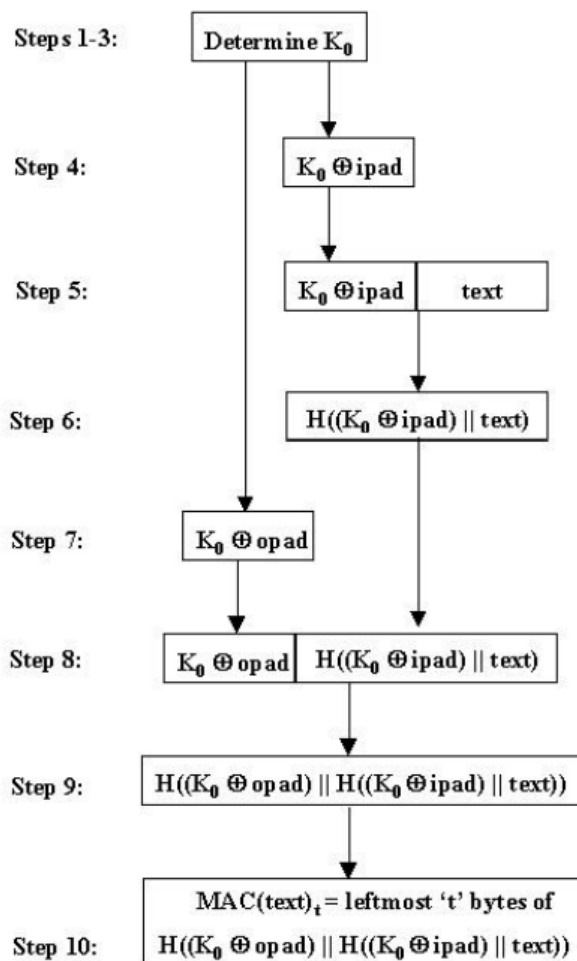 Steps 1-3: Determine K₀
Step 4: K₀ ⊕ ipad
Step 5: K₀ ⊕ ipad text
Step 6: H((K₀ ⊕ ipad) || text)
Step 7: K₀ ⊕ opad
Step 8: K₀ ⊕ opad H((K₀ ⊕ ipad) || text)
Step 9: H((K₀ ⊕ opad) || H((K₀ ⊕ ipad) || text))
MAC(text)ₜ = leftmost ‘t’ bytes of
Step 10: H((K₀ ⊕ opad) || H((K₀ ⊕ ipad) || text))